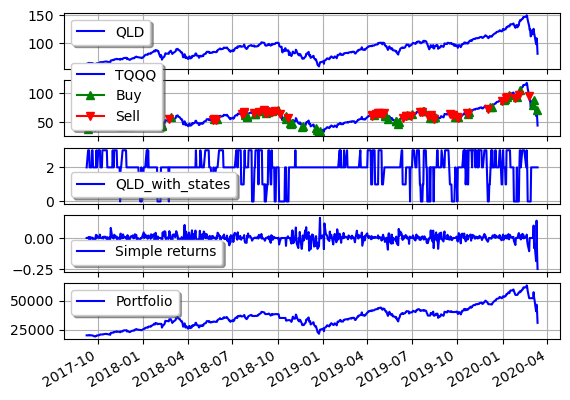 150
QLD
100
TQQQ
100
Buy
50
Sell
2
QLD_with_states
0
0.00
Simple returns
−0.25
Portfolio
50000
25000
2017-10 2018-01 2018-04 2018-07 2018-10 2019-01 2019-04 2019-07 2019-10 2020-01 2020-04